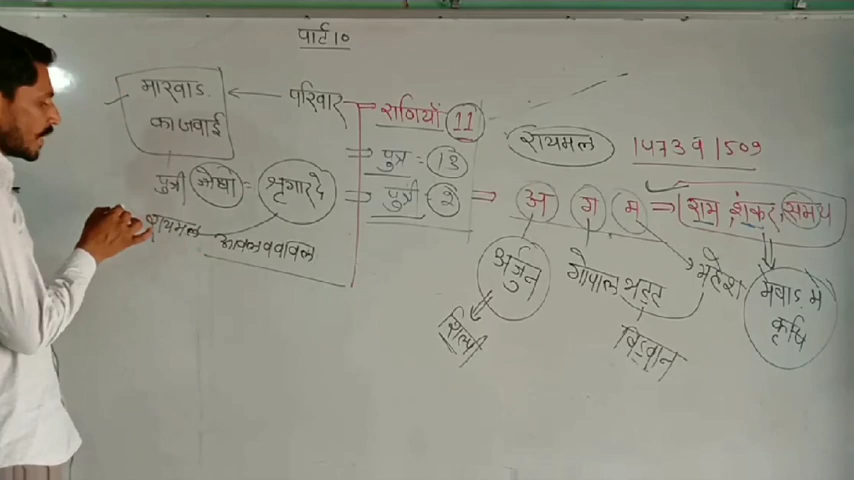 पार्ट 10
मारवाड़
का जवाई
परिवार
राणियाँ 11
पुत्र = 13
पुत्री = 2
रायमल 1473 से 1509
पुत्री जोधा = श्रृंगार दे
रायमल
अ ग म
राम शंकर समय
अर्जुन
शिल्पी
गोपाल भट्ट
महेश
विद्वान
मेवाड़ में
कृषि